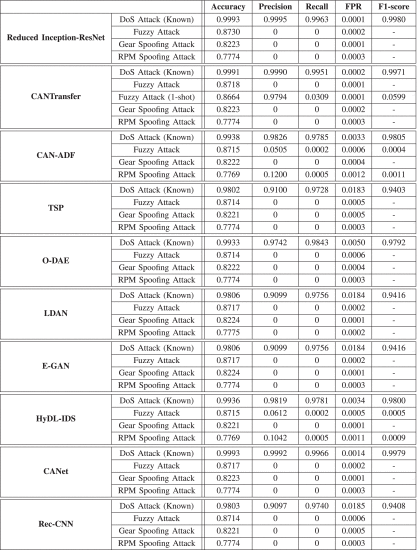 Accuracy Precision Recall FPR F1-score
Reduced Inception-ResNet
DoS Attack (Known) 0.9993 0.9995 0.9963 0.0001 0.9980
Fuzzy Attack 0.8730 0 0 0.0002 -
Gear Spoofing Attack 0.8223 0 0 0.0001 -
RPM Spoofing Attack 0.7774 0 0 0.0003 -
CANTransfer
DoS Attack (Known) 0.9991 0.9990 0.9951 0.0002 0.9971
Fuzzy Attack 0.8718 0 0 0.0001 -
Fuzzy Attack (1-shot) 0.8664 0.9794 0.0309 0.0001 0.0599
Gear Spoofing Attack 0.8223 0 0 0.0002 -
RPM Spoofing Attack 0.7774 0 0 0.0003 -
CAN-ADF
DoS Attack (Known) 0.9938 0.9826 0.9785 0.0033 0.9805
Fuzzy Attack 0.8715 0.0505 0.0002 0.0006 0.0004
Gear Spoofing Attack 0.8222 0 0 0.0004 -
RPM Spoofing Attack 0.7769 0.1200 0.0005 0.0012 0.0011
TSP
DoS Attack (Known) 0.9802 0.9100 0.9728 0.0183 0.9403
Fuzzy Attack 0.8714 0 0 0.0005 -
Gear Spoofing Attack 0.8221 0 0 0.0005 -
RPM Spoofing Attack 0.7774 0 0 0.0003 -
O-DAE
DoS Attack (Known) 0.9933 0.9742 0.9843 0.0050 0.9792
Fuzzy Attack 0.8714 0 0 0.0006 -
Gear Spoofing Attack 0.8222 0 0 0.0004 -
RPM Spoofing Attack 0.7774 0 0 0.0003 -
LDAN
DoS Attack (Known) 0.9806 0.9099 0.9756 0.0184 0.9416
Fuzzy Attack 0.8717 0 0 0.0002 -
Gear Spoofing Attack 0.8224 0 0 0.0001 -
RPM Spoofing Attack 0.7775 0 0 0.0002 -
E-GAN
DoS Attack (Known) 0.9806 0.9099 0.9756 0.0184 0.9416
Fuzzy Attack 0.8717 0 0 0.0002 -
Gear Spoofing Attack 0.8224 0 0 0.0001 -
RPM Spoofing Attack 0.7774 0 0 0.0003 -
HyDL-IDS
DoS Attack (Known) 0.9936 0.9819 0.9781 0.0034 0.9800
Fuzzy Attack 0.8715 0.0612 0.0002 0.0005 0.0005
Gear Spoofing Attack 0.8221 0 0 0.0001 -
RPM Spoofing Attack 0.7769 0.1042 0.0005 0.0011 0.0009
CANet
DoS Attack (Known) 0.9993 0.9992 0.9966 0.0014 0.9979
Fuzzy Attack 0.8717 0 0 0.0002 -
Gear Spoofing Attack 0.8223 0 0 0.0001 -
RPM Spoofing Attack 0.7774 0 0 0.0003 -
Rec-CNN
DoS Attack (Known) 0.9803 0.9097 0.9740 0.0185 0.9408
Fuzzy Attack 0.8714 0 0 0.0006 -
Gear Spoofing Attack 0.8221 0 0 0.0005 -
RPM Spoofing Attack 0.7774 0 0 0.0003 -